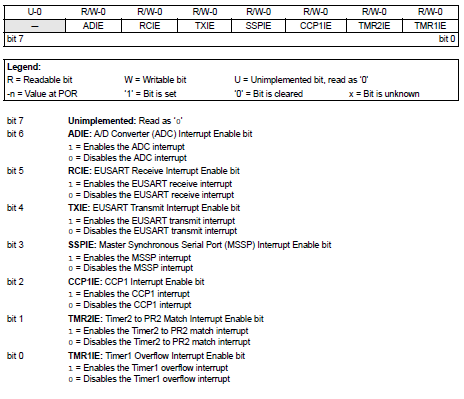 U-0 R/W-0 R/W-0 R/W-0 R/W-0 R/W-0 R/W-0 R/W-0
— ADIE RCIE TXIE SSPIE CCP1IE TMR2IE TMR1IE
bit 7 bit 0
Legend:
R = Readable bit W = Writable bit U = Unimplemented bit, read as '0'
-n = Value at POR '1' = Bit is set '0' = Bit is cleared x = Bit is unknown
bit 7 Unimplemented: Read as '0'
bit 6 ADIE: A/D Converter (ADC) Interrupt Enable bit
1 = Enables the ADC interrupt
0 = Disables the ADC interrupt
bit 5 RCIE: EUSART Receive Interrupt Enable bit
1 = Enables the EUSART receive interrupt
0 = Disables the EUSART receive interrupt
bit 4 TXIE: EUSART Transmit Interrupt Enable bit
1 = Enables the EUSART transmit interrupt
0 = Disables the EUSART transmit interrupt
bit 3 SSPIE: Master Synchronous Serial Port (MSSP) Interrupt Enable bit
1 = Enables the MSSP interrupt
0 = Disables the MSSP interrupt
bit 2 CCP1IE: CCP1 Interrupt Enable bit
1 = Enables the CCP1 interrupt
0 = Disables the CCP1 interrupt
bit 1 TMR2IE: Timer2 to PR2 Match Interrupt Enable bit
1 = Enables the Timer2 to PR2 match interrupt
0 = Disables the Timer2 to PR2 match interrupt
bit 0 TMR1IE: Timer1 Overflow Interrupt Enable bit
1 = Enables the Timer1 overflow interrupt
0 = Disables the Timer1 overflow interrupt